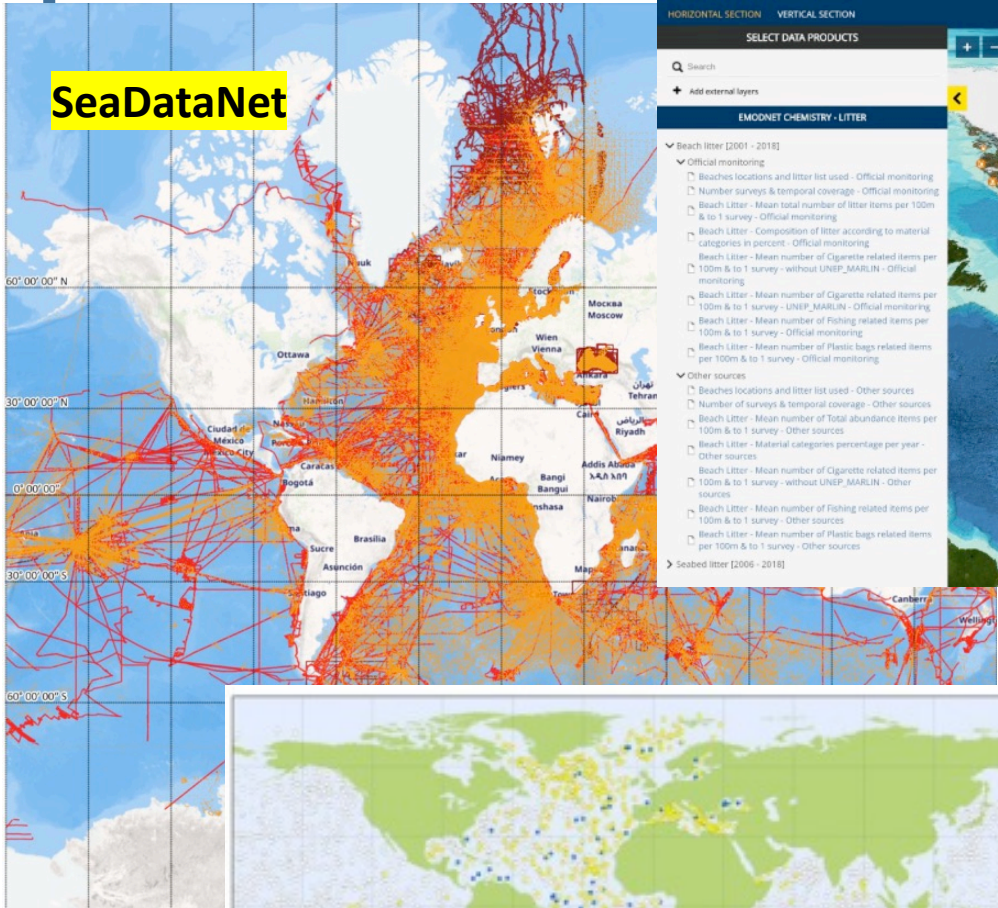 SeaDataNet
HORIZONTAL SECTION VERTICAL SECTION
SELECT DATA PRODUCTS
Search
Add external layers
EMODNET CHEMISTRY - LITTER
Beach litter [2001 - 2018]
Official monitoring
Beaches locations and litter list used - Official monitoring
Number surveys & temporal coverage - Official monitoring
Beach Litter - Mean total number of litter items per 100m
& to 1 survey - Official monitoring
Beach Litter - Composition of litter according to material
categories in percent - Official monitoring
Beach Litter - Mean number of Cigarette related items per
100m & to 1 survey - without UNEP_MARLIN - Official
monitoring
Beach Litter - Mean number of Cigarette related items per
100m & to 1 survey - UNEP_MARLIN - Official monitoring
Beach Litter - Mean number of Fishing related items per
100m & to 1 survey - Official monitoring
Beach Litter - Mean number of Plastic bags related items
per 100m & to 1 survey - Official monitoring
Other sources
Beaches locations and litter list used - Other sources
Number of surveys & temporal coverage - Other sources
Beach Litter - Mean number of Total abundance items per
100m & to 1 survey - Other sources
Beach Litter - Material categories percentage per year -
Other sources
Beach Litter - Mean number of Cigarette related items per
100m & to 1 survey - without UNEP_MARLIN - Other
sources
Beach Litter - Mean number of Fishing related items per
100m & to 1 survey - Other sources
Beach Litter - Mean number of Plastic bags related items
per 100m & to 1 survey - Other sources
Seabed litter [2006 - 2018]
60° 00' 00" N
Москва
Moscow
Wien
Vienna
Ottawa
Ankara
تهران
Tehran
30° 00' 00" N
Hamilton
الرياض
Riyadh
Ciudad de
México
Mexico City
Caracas
Niamey
Addis Ababa
አዲስ አበባ
Bogotá
Bangi
Bangui
0° 00' 00"
Nairob
nshasa
Brasília
Sucre
Asunción
30° 00' 00" S
Map
Canberra
Welling
60° 00' 00" S